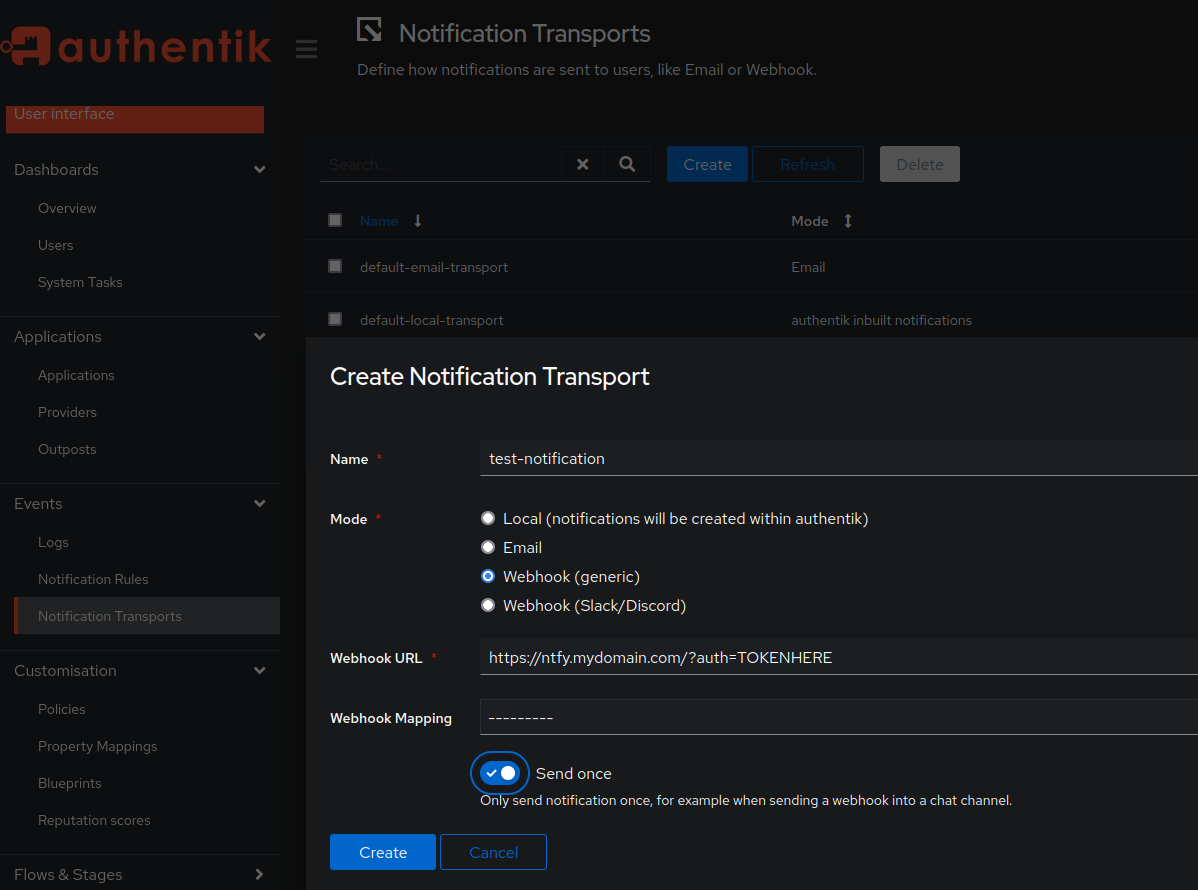 authentik
Notification Transports
Define how notifications are sent to users, like Email or Webhook.
User interface
Dashboards
Overview
Users
System Tasks
Applications
Applications
Providers
Outposts
Events
Logs
Notification Rules
Notification Transports
Customisation
Policies
Property Mappings
Blueprints
Reputation scores
Flows & Stages
Search...
Create
Refresh
Delete
Name
Mode
default-email-transport
Email
default-local-transport
authentik inbuilt notifications
Create Notification Transport
Name *
test-notification
Mode *
Local (notifications will be created within authentik)
Email
Webhook (generic)
Webhook (Slack/Discord)
Webhook URL *
https://ntfy.mydomain.com/?auth=TOKENHERE
Webhook Mapping
---------
Send once
Only send notification once, for example when sending a webhook into a chat channel.
Create
Cancel